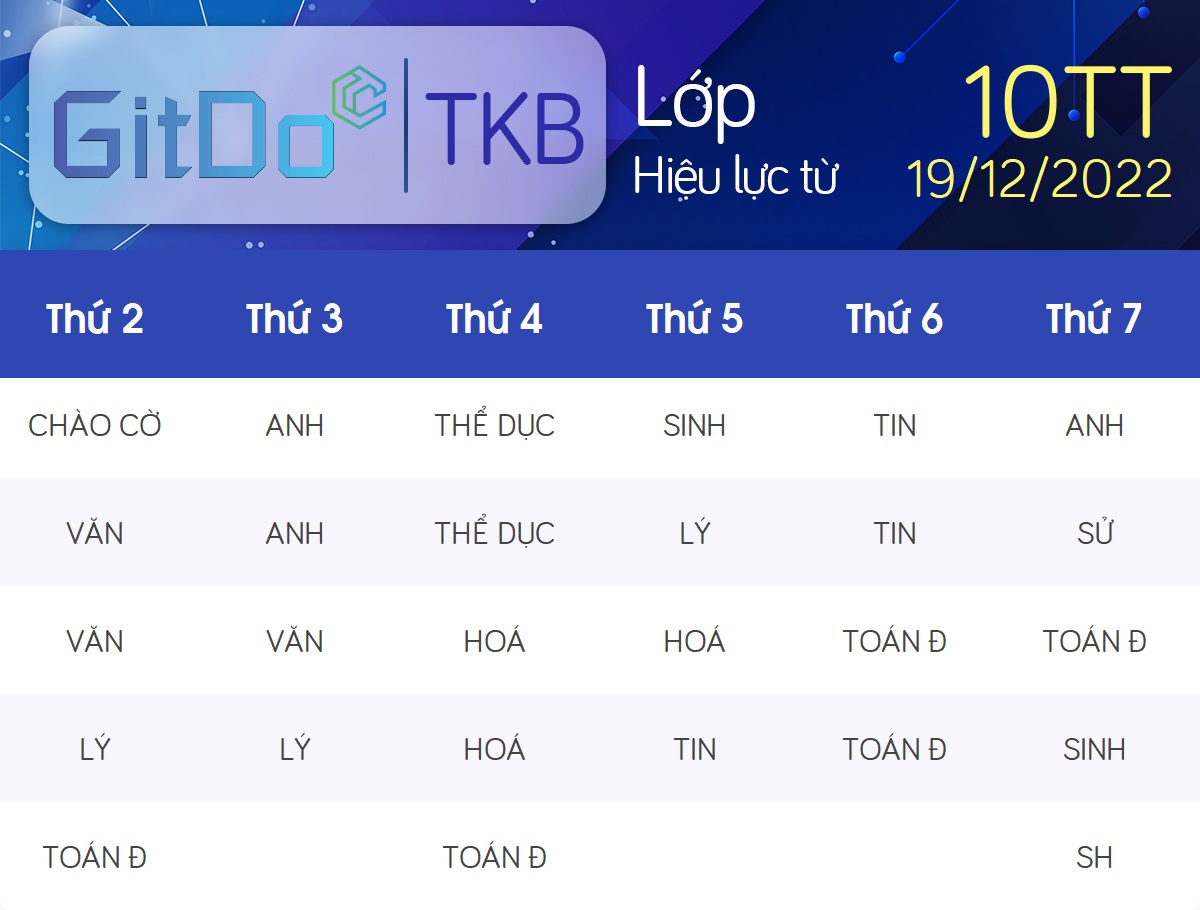 GitDo TKB
Lớp 10TT
Hiệu lực từ 19/12/2022
Thứ 2 Thứ 3 Thứ 4 Thứ 5 Thứ 6 Thứ 7
CHÀO CỜ ANH THỂ DỤC SINH TIN ANH
VĂN ANH THỂ DỤC LÝ TIN SỬ
VĂN VĂN HOÁ HOÁ TOÁN Đ TOÁN Đ
LÝ LÝ HOÁ TIN TOÁN Đ SINH
TOÁN Đ TOÁN Đ SH